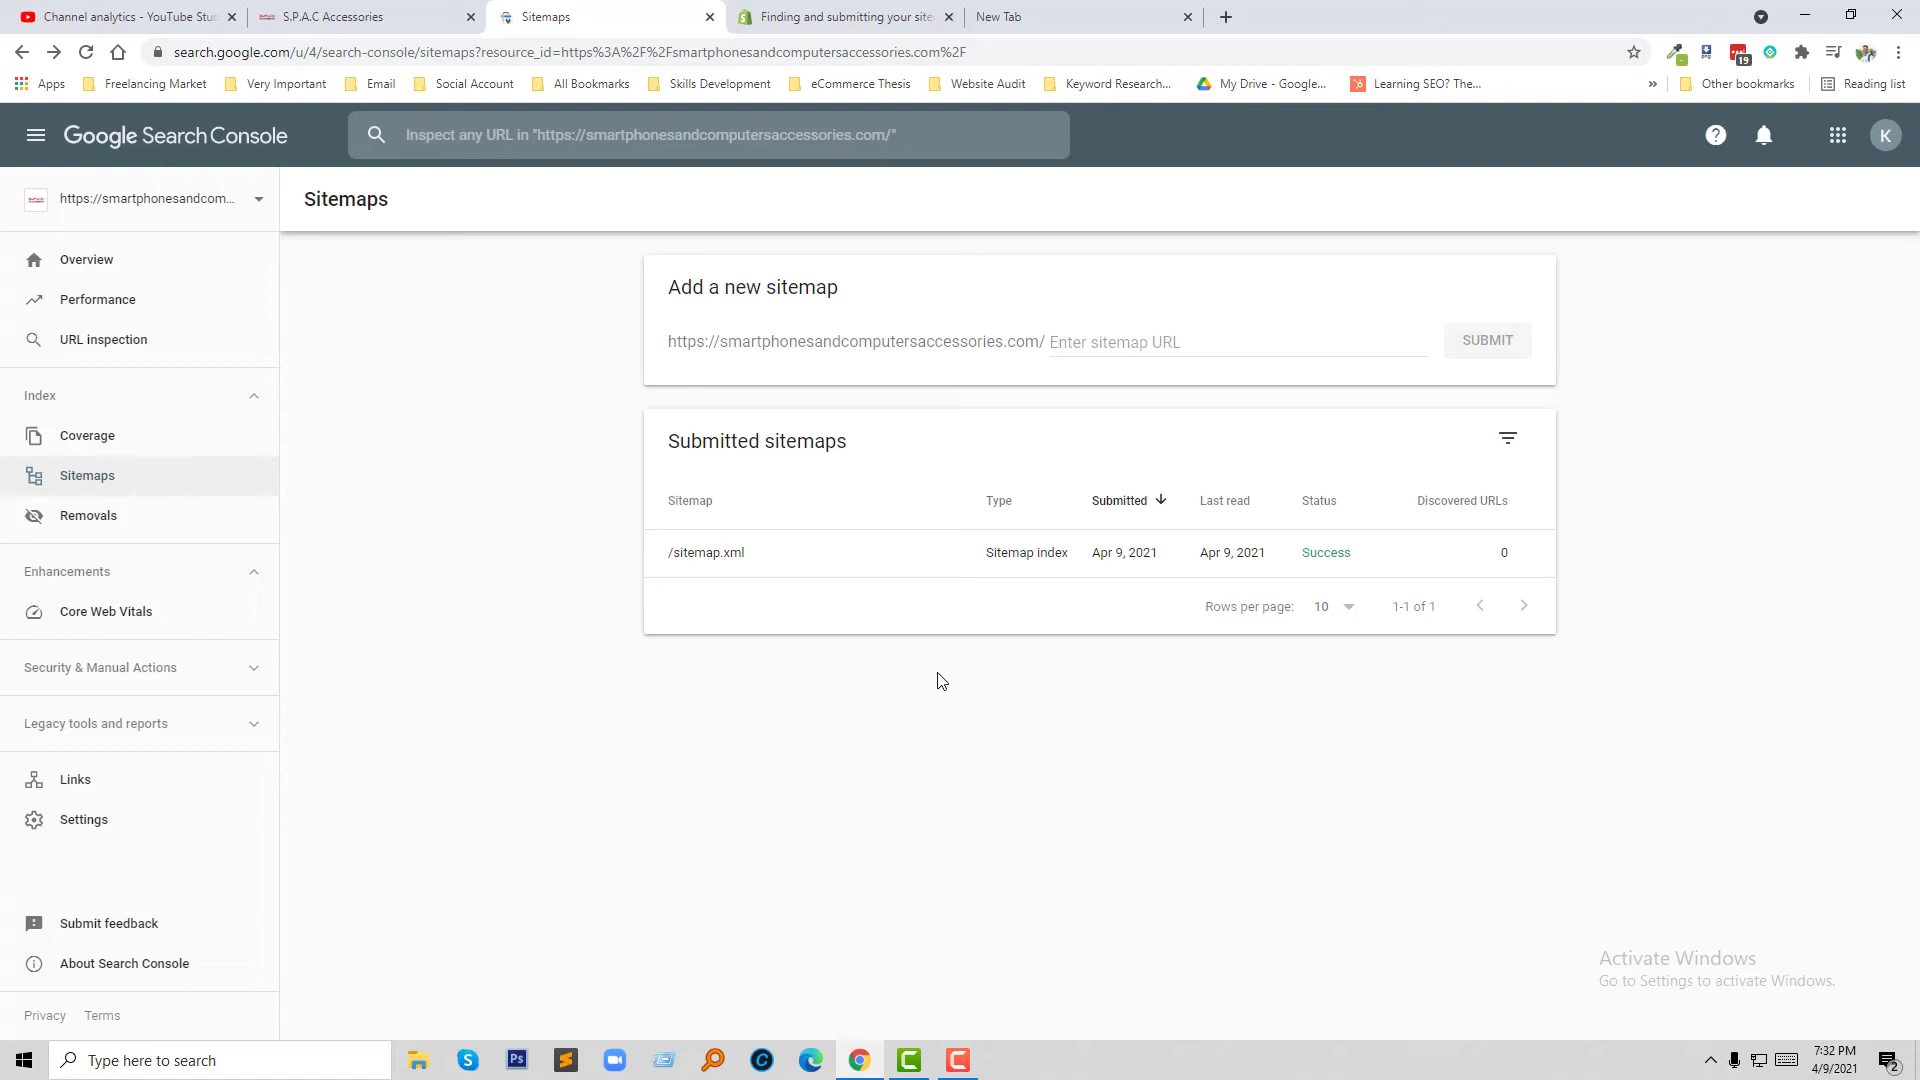 Channel analytics - YouTube Stu
S.P.A.C Accessories
Sitemaps
Finding and submitting your site
New Tab
search.google.com/u/4/search-console/sitemaps?resource_id=https%3A%2F%2Fsmartphonesandcomputersaccessories.com%2F
19
Apps
Freelancing Market
Very Important
Email
Social Account
All Bookmarks
Skills Development
eCommerce Thesis
Website Audit
Keyword Research...
My Drive - Google...
Learning SEO? The...
»
Other bookmarks
Reading list
Google Search Console
Inspect any URL in "https://smartphonesandcomputersaccessories.com/"
K
https://smartphonesandcom...
Sitemaps
Overview
Performance
URL inspection
Index
Coverage
Sitemaps
Removals
Enhancements
Core Web Vitals
Security & Manual Actions
Legacy tools and reports
Links
Settings
Submit feedback
About Search Console
Privacy Terms
Add a new sitemap
https://smartphonesandcomputersaccessories.com/ Enter sitemap URL
SUBMIT
Submitted sitemaps
Sitemap Type Submitted Last read Status Discovered URLs
/sitemap.xml Sitemap index Apr 9, 2021 Apr 9, 2021 Success 0
Rows per page: 10 1-1 of 1
Activate Windows
Go to Settings to activate Windows.
Type here to search
Ps
7:32 PM
4/9/2021
2